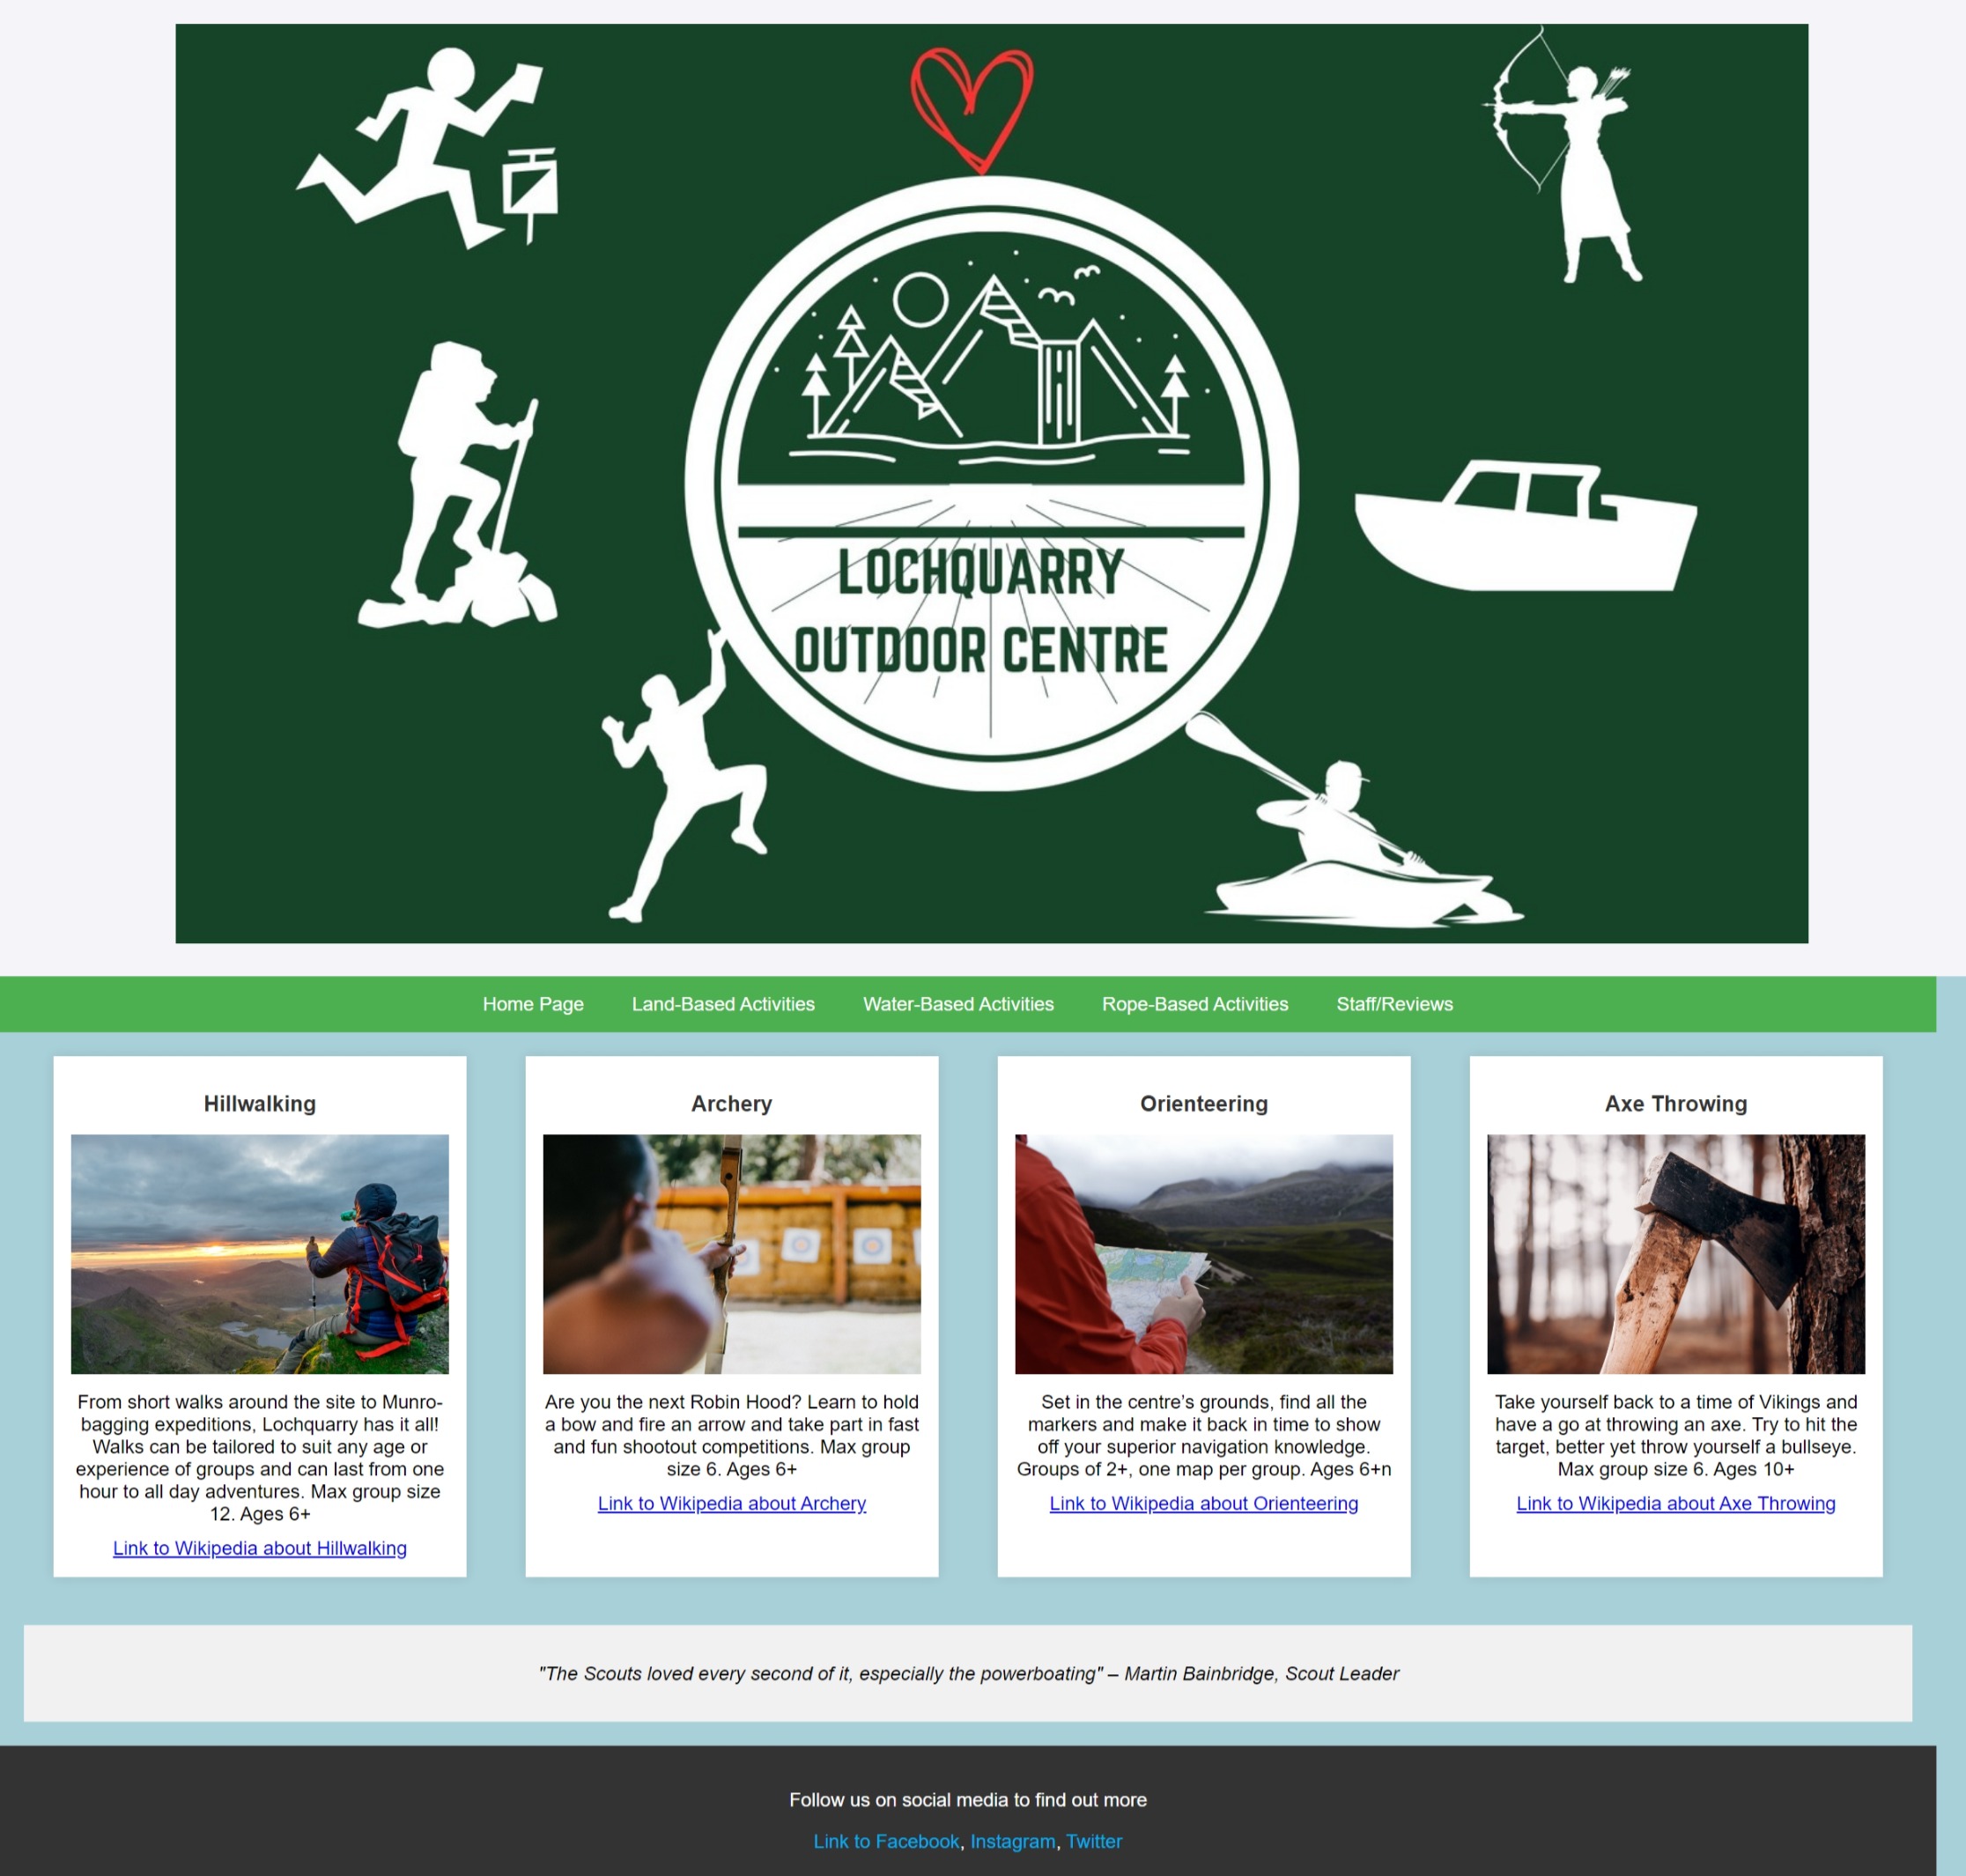 LOCHQUARRY
OUTDOOR CENTRE
Home Page Land-Based Activities Water-Based Activities Rope-Based Activities Staff/Reviews
Hillwalking
From short walks around the site to Munro-
bagging expeditions, Lochquarry has it all!
Walks can be tailored to suit any age or
experience of groups and can last from one
hour to all day adventures. Max group size
12. Ages 6+
Link to Wikipedia about Hillwalking
Archery
Are you the next Robin Hood? Learn to hold
a bow and fire an arrow and take part in fast
and fun shootout competitions. Max group
size 6. Ages 6+
Link to Wikipedia about Archery
Orienteering
Set in the centre's grounds, find all the
markers and make it back in time to show
off your superior navigation knowledge.
Groups of 2+, one map per group. Ages 6+n
Link to Wikipedia about Orienteering
Axe Throwing
Take yourself back to a time of Vikings and
have a go at throwing an axe. Try to hit the
target, better yet throw yourself a bullseye.
Max group size 6. Ages 10+
Link to Wikipedia about Axe Throwing
"The Scouts loved every second of it, especially the powerboating" – Martin Bainbridge, Scout Leader
Follow us on social media to find out more
Link to Facebook, Instagram, Twitter